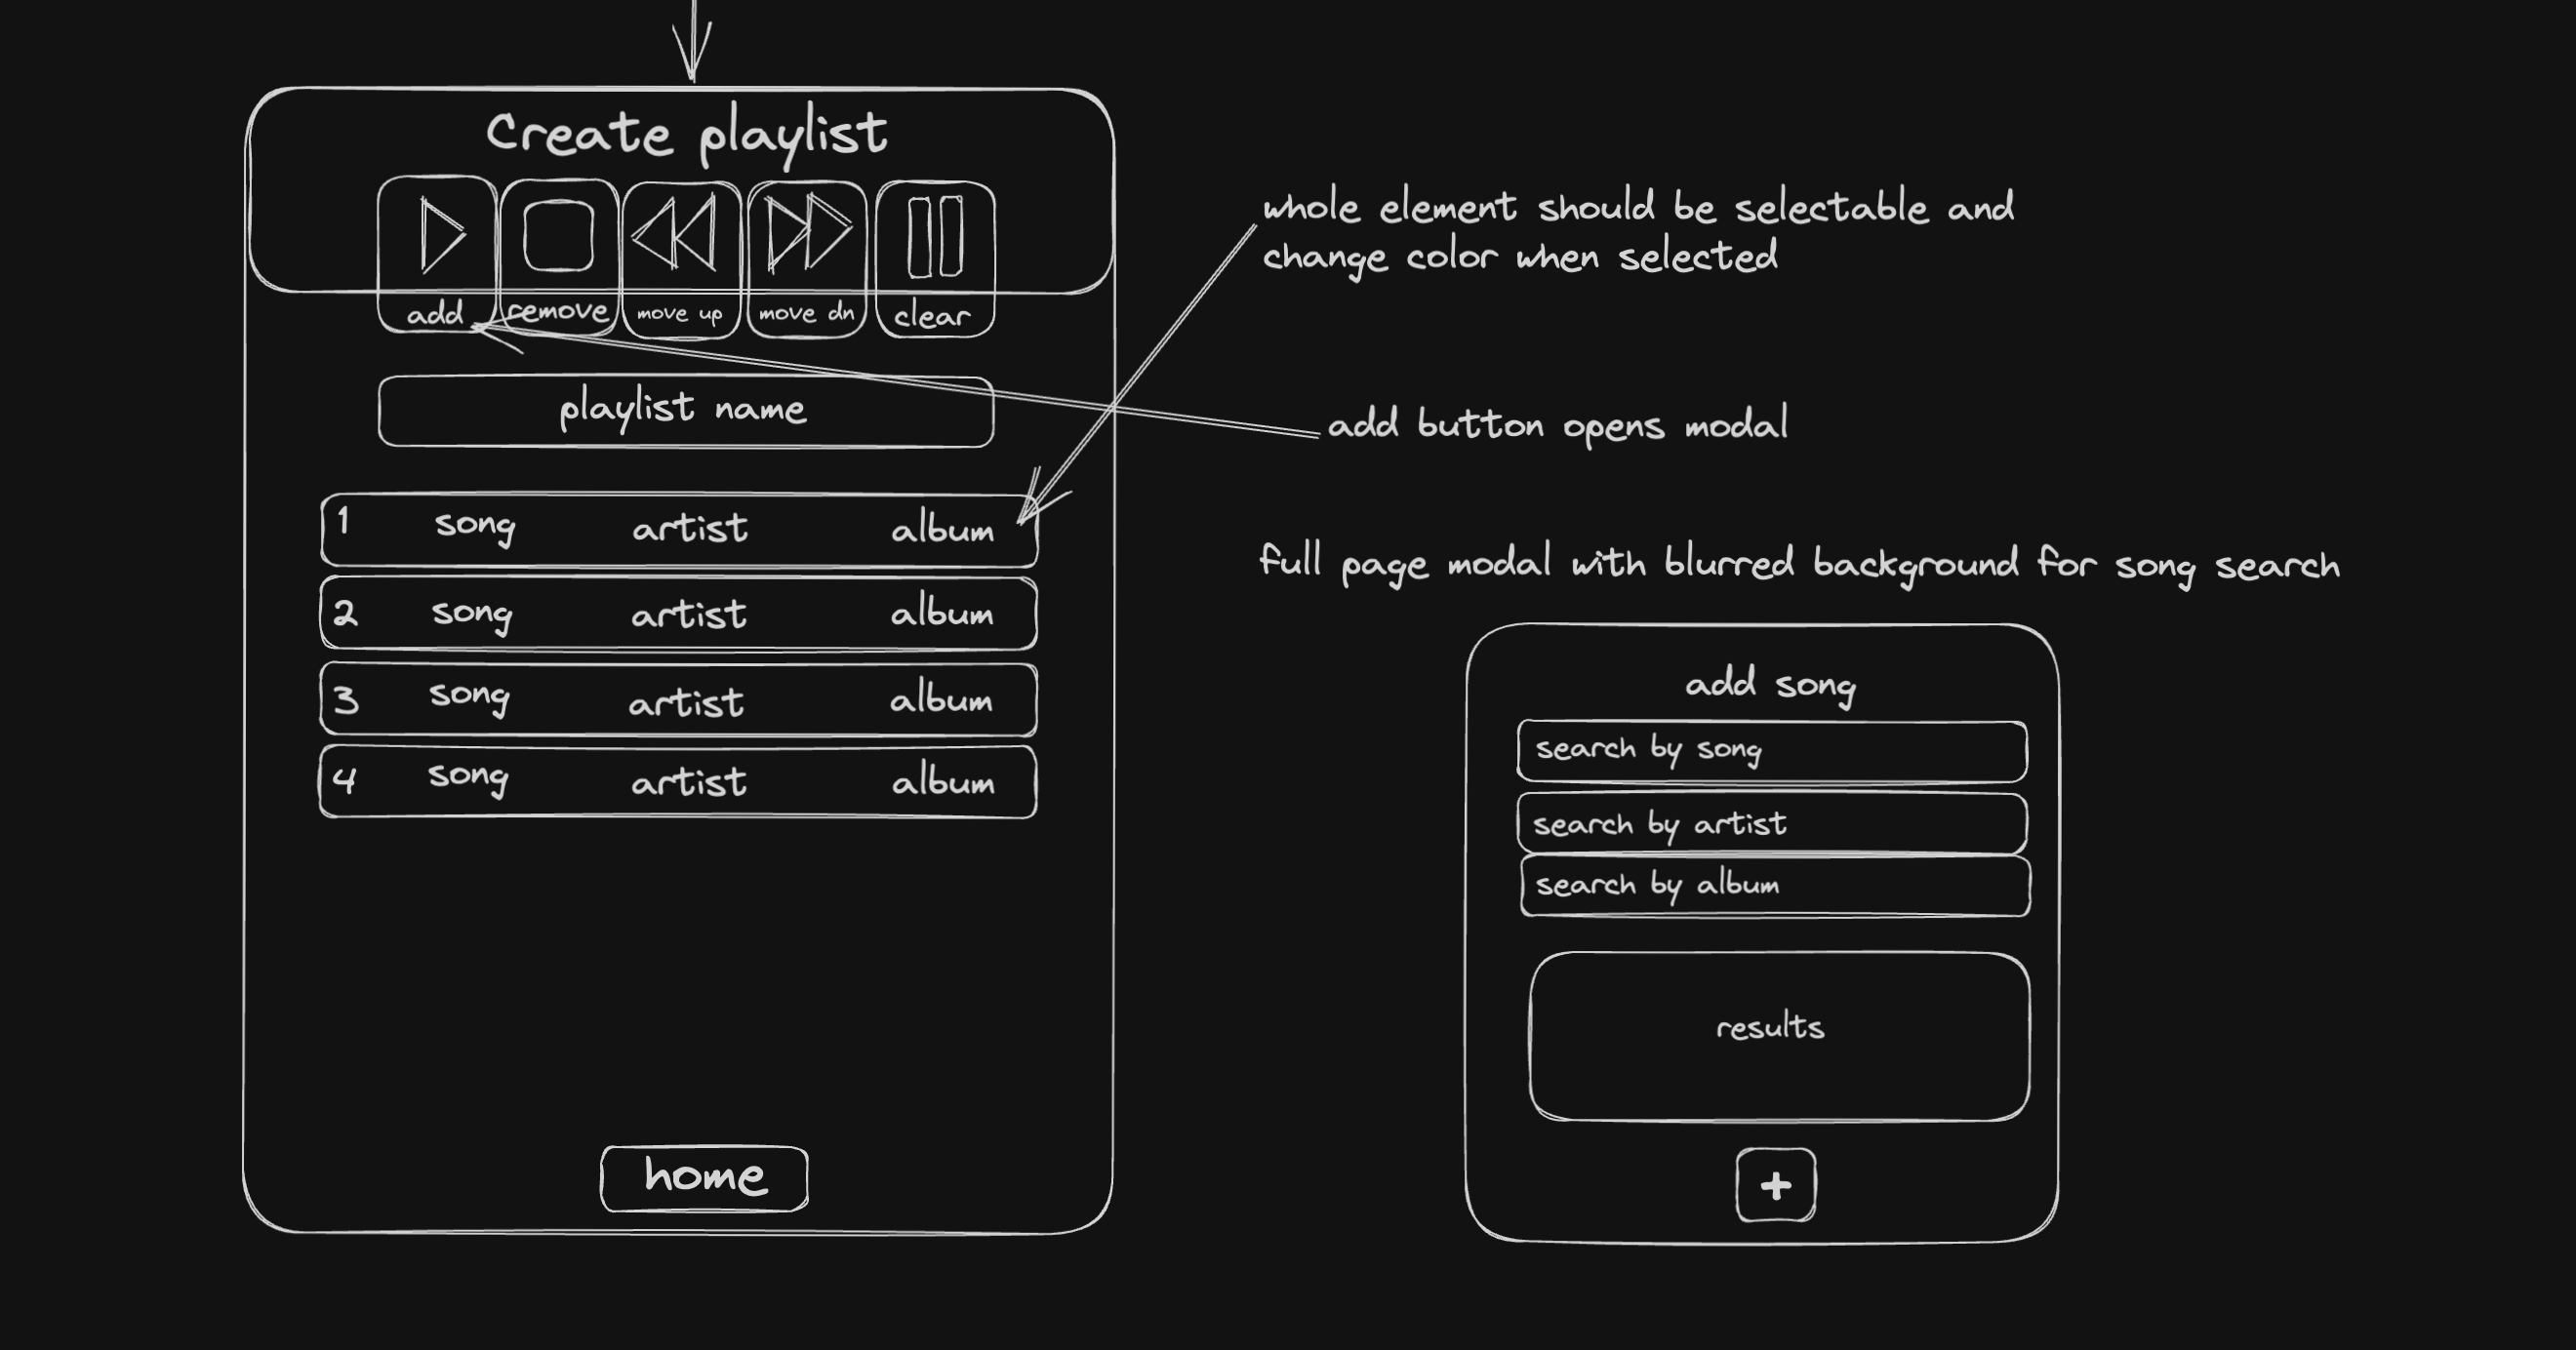 Create playlist
add remove move up move dn clear
playlist name
1 song artist album
2 song artist album
3 song artist album
4 song artist album
home
whole element should be selectable and
change color when selected
add button opens modal
full page modal with blurred background for song search
add song
search by song
search by artist
search by album
results
+